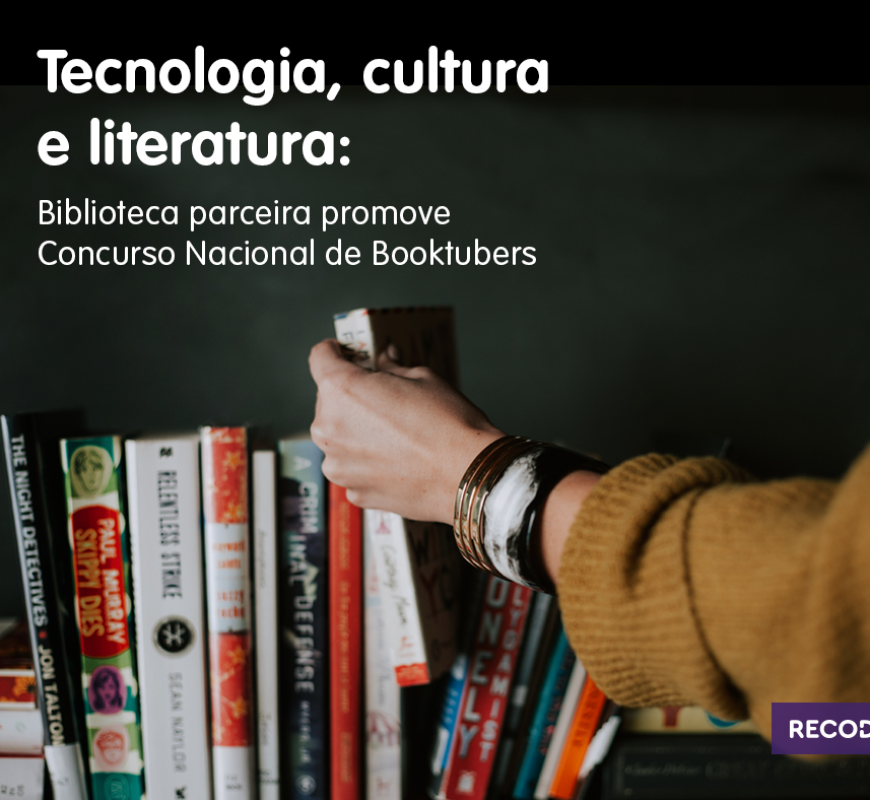 Tecnologia, cultura
e literatura:
Biblioteca parceira promove
Concurso Nacional de Booktubers
THE NIGHT DETECTIVES • JON TALTON
PAUL MURRAY
SKIPPY DIES
RELENTLESS STRIKE
SEAN NAYLOR
A CRIMINAL DEFENSE
LONELY
POLYGAMIST
RECOD